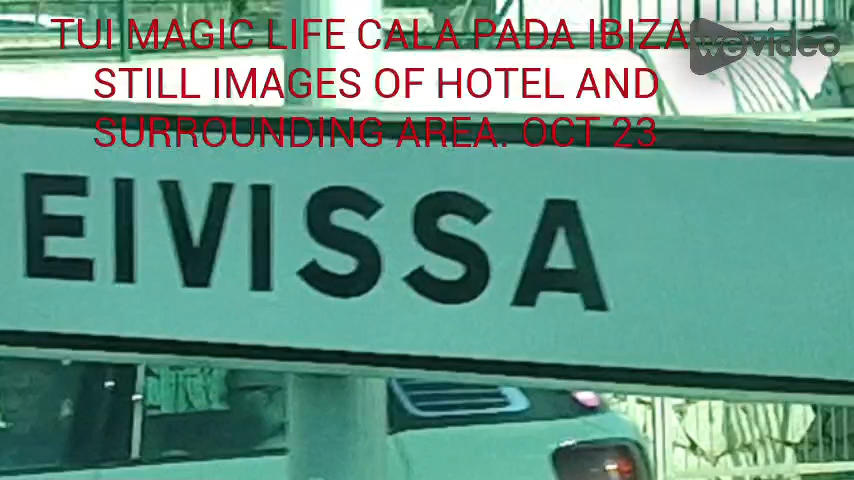 TUI MAGIC LIFE CALA PADA IBIZA
wevideo
STILL IMAGES OF HOTEL AND
SURROUNDING AREA. OCT 23
EIVISSA